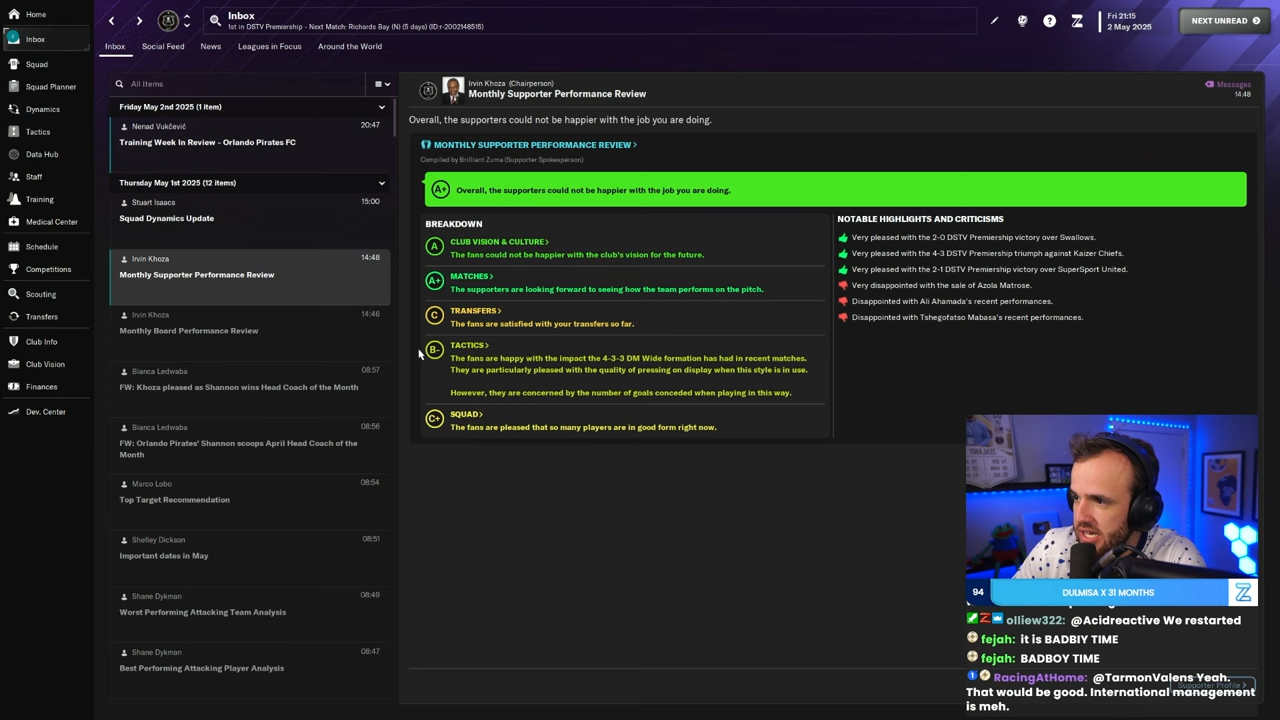 Home
Inbox
Squad
Squad Planner
Dynamics
Tactics
Data Hub
Staff
Training
Medical Center
Schedule
Competitions
Scouting
Transfers
Club Info
Club Vision
Finances
Dev. Center
Inbox
1st in DSTV Premiership - Next Match: Richards Bay (N) (5 days) (ID:r-2002148515)
Fri 21:15
2 May 2025
NEXT UNREAD
Inbox
Social Feed
News
Leagues in Focus
Around the World
All Items
Friday May 2nd 2025 (1 item)
Nenad Vukčević 20:47
Training Week In Review - Orlando Pirates FC
Thursday May 1st 2025 (12 items)
Stuart Isaacs 15:00
Squad Dynamics Update
Irvin Khoza 14:48
Monthly Supporter Performance Review
Irvin Khoza 14:46
Monthly Board Performance Review
Bianca Ledwaba 08:57
FW: Khoza pleased as Shannon wins Head Coach of the Month
Bianca Ledwaba 08:56
FW: Orlando Pirates' Shannon scoops April Head Coach of the
Month
Marco Lobo 08:54
Top Target Recommendation
Shelley Dickson 08:51
Important dates in May
Shane Dykman 08:49
Worst Performing Attacking Team Analysis
Shane Dykman 08:47
Best Performing Attacking Player Analysis
Irvin Khoza (Chairperson)
Monthly Supporter Performance Review
Messages
14:48
Overall, the supporters could not be happier with the job you are doing.
MONTHLY SUPPORTER PERFORMANCE REVIEW >
Compiled by Brilliant Zuma (Supporter Spokesperson)
A+ Overall, the supporters could not be happier with the job you are doing.
BREAKDOWN
A CLUB VISION & CULTURE >
The fans could not be happier with the club's vision for the future.
A+ MATCHES >
The supporters are looking forward to seeing how the team performs on the pitch.
C TRANSFERS >
The fans are satisfied with your transfers so far.
B- TACTICS >
The fans are happy with the impact the 4-3-3 DM Wide formation has had in recent matches.
They are particularly pleased with the quality of pressing on display when this style is in use.
However, they are concerned by the number of goals conceded when playing in this way.
C+ SQUAD >
The fans are pleased that so many players are in good form right now.
NOTABLE HIGHLIGHTS AND CRITICISMS
Very pleased with the 2-0 DSTV Premiership victory over Swallows.
Very pleased with the 4-3 DSTV Premiership triumph against Kaizer Chiefs.
Very pleased with the 2-1 DSTV Premiership victory over SuperSport United.
Very disappointed with the sale of Azola Matrose.
Disappointed with Ali Ahamada's recent performances.
Disappointed with Tshegofatso Mabasa's recent performances.
94 DULMISA X 31 MONTHS
olliew322: @Acidreactive We restarted
fejah: it is BADBIY TIME
fejah: BADBOY TIME
RacingAtHome: @TarmonValens Yeah.
That would be good. International management
is meh.
Supporter Profile >